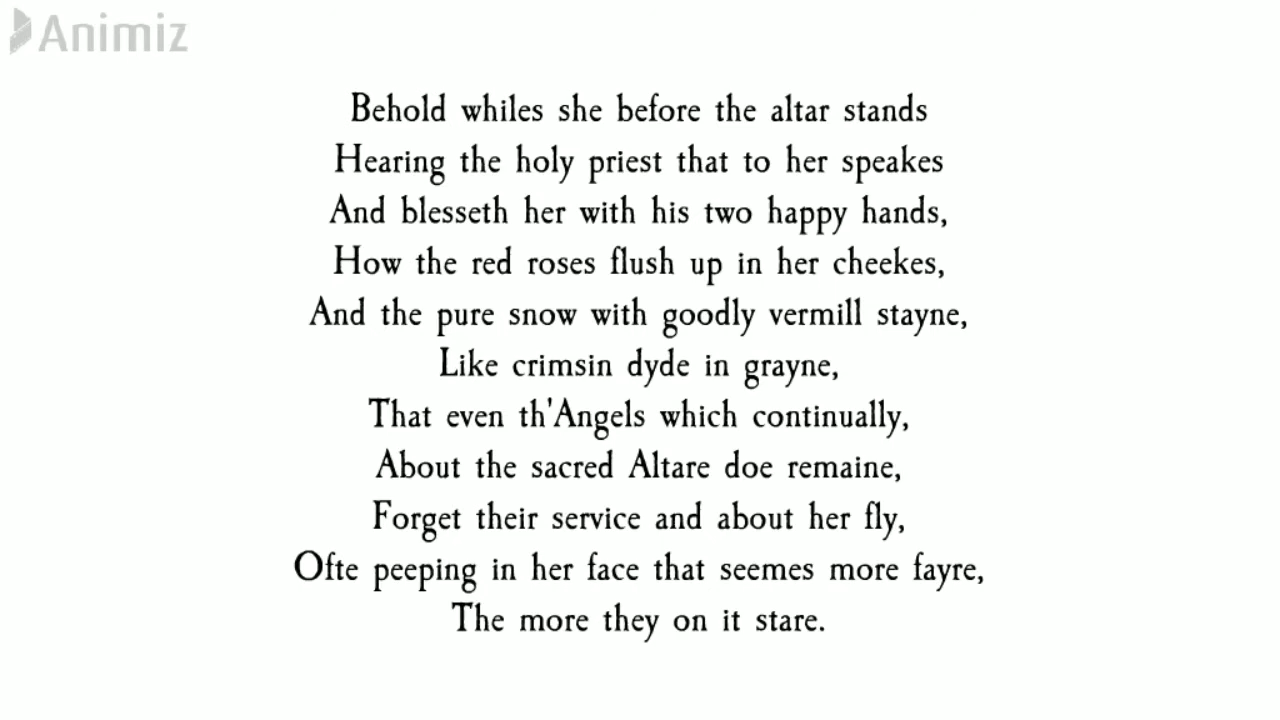 Animiz
Behold whiles she before the altar stands
Hearing the holy priest that to her speakes
And blesseth her with his two happy hands,
How the red roses flush up in her cheekes,
And the pure snow with goodly vermill stayne,
Like crimsin dyde in grayne,
That even th'Angels which continually,
About the sacred Altare doe remaine,
Forget their service and about her fly,
Ofte peeping in her face that seemes more fayre,
The more they on it stare.